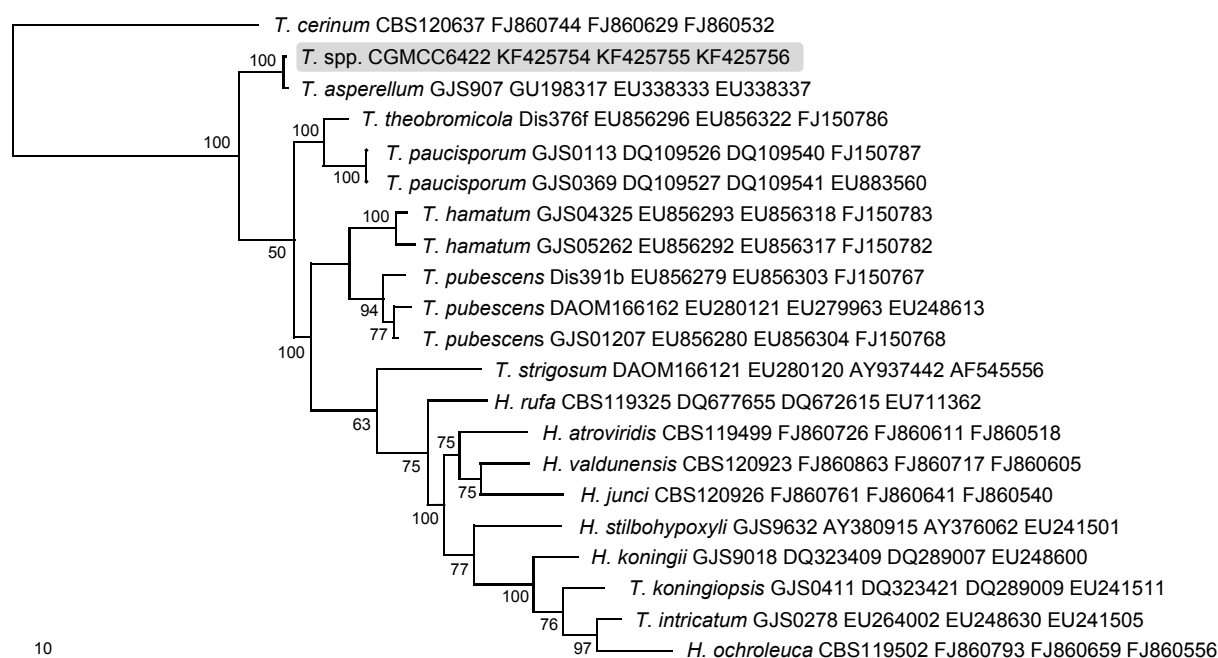 T. cerinum CBS120637 FJ860744 FJ860629 FJ860532
100
T. spp. CGMCC6422 KF425754 KF425755 KF425756
T. asperellum GJS907 GU198317 EU338333 EU338337
T. theobromicola Dis376f EU856296 EU856322 FJ150786
100
100
T. paucisporum GJS0113 DQ109526 DQ109540 FJ150787
100
T. paucisporum GJS0369 DQ109527 DQ109541 EU883560
100
T. hamatum GJS04325 EU856293 EU856318 FJ150783
T. hamatum GJS05262 EU856292 EU856317 FJ150782
50
T. pubescens Dis391b EU856279 EU856303 FJ150767
94
T. pubescens DAOM166162 EU280121 EU279963 EU248613
77
T. pubescens GJS01207 EU856280 EU856304 FJ150768
100
T. strigosum DAOM166121 EU280120 AY937442 AF545556
H. rufa CBS119325 DQ677655 DQ672615 EU711362
63
75
H. atroviridis CBS119499 FJ860726 FJ860611 FJ860518
75
H. valdunensis CBS120923 FJ860863 FJ860717 FJ860605
75
H. junci CBS120926 FJ860761 FJ860641 FJ860540
100
H. stilbohypoxyli GJS9632 AY380915 AY376062 EU241501
H. koningii GJS9018 DQ323409 DQ289007 EU248600
77
T. koningiopsis GJS0411 DQ323421 DQ289009 EU241511
100
T. intricatum GJS0278 EU264002 EU248630 EU241505
76
10
97
H. ochroleuca CBS119502 FJ860793 FJ860659 FJ860556